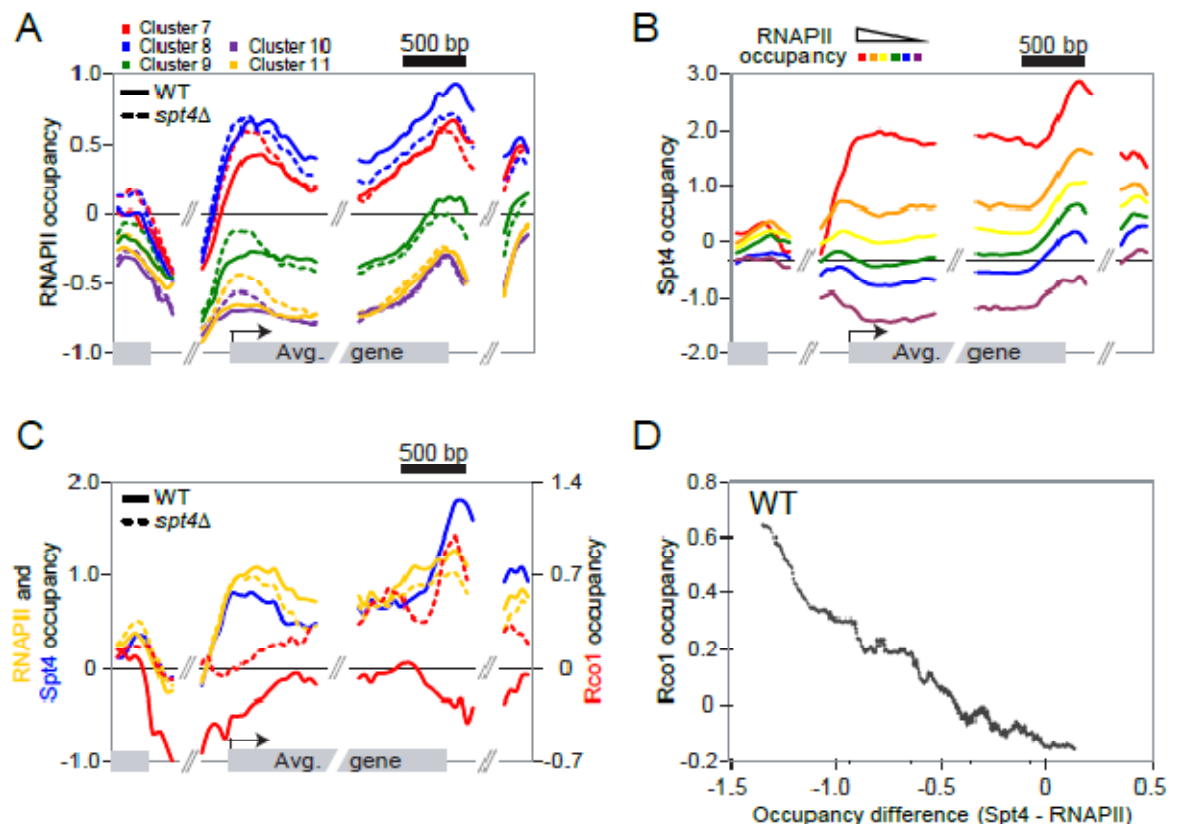 A
Cluster 7
Cluster 8
Cluster 9
Cluster 10
Cluster 11
500 bp
WT
spt4Δ
RNAPII occupancy
1.0
0.5
0
-0.5
-1.0
Avg. gene
B
RNAPII
occupancy
500 bp
Spt4 occupancy
3.0
2.0
1.0
0
-1.0
-2.0
Avg. gene
C
500 bp
WT
spt4Δ
RNAPII and
Spt4 occupancy
2.0
1.0
0
-1.0
1.4
0.7
0
-0.7
Rco1 occupancy
Avg. gene
D
WT
Rco1 occupancy
0.8
0.6
0.4
0.2
0
-0.2
-1.5 -1.0 -0.5 0 0.5
Occupancy difference (Spt4 - RNAPII)